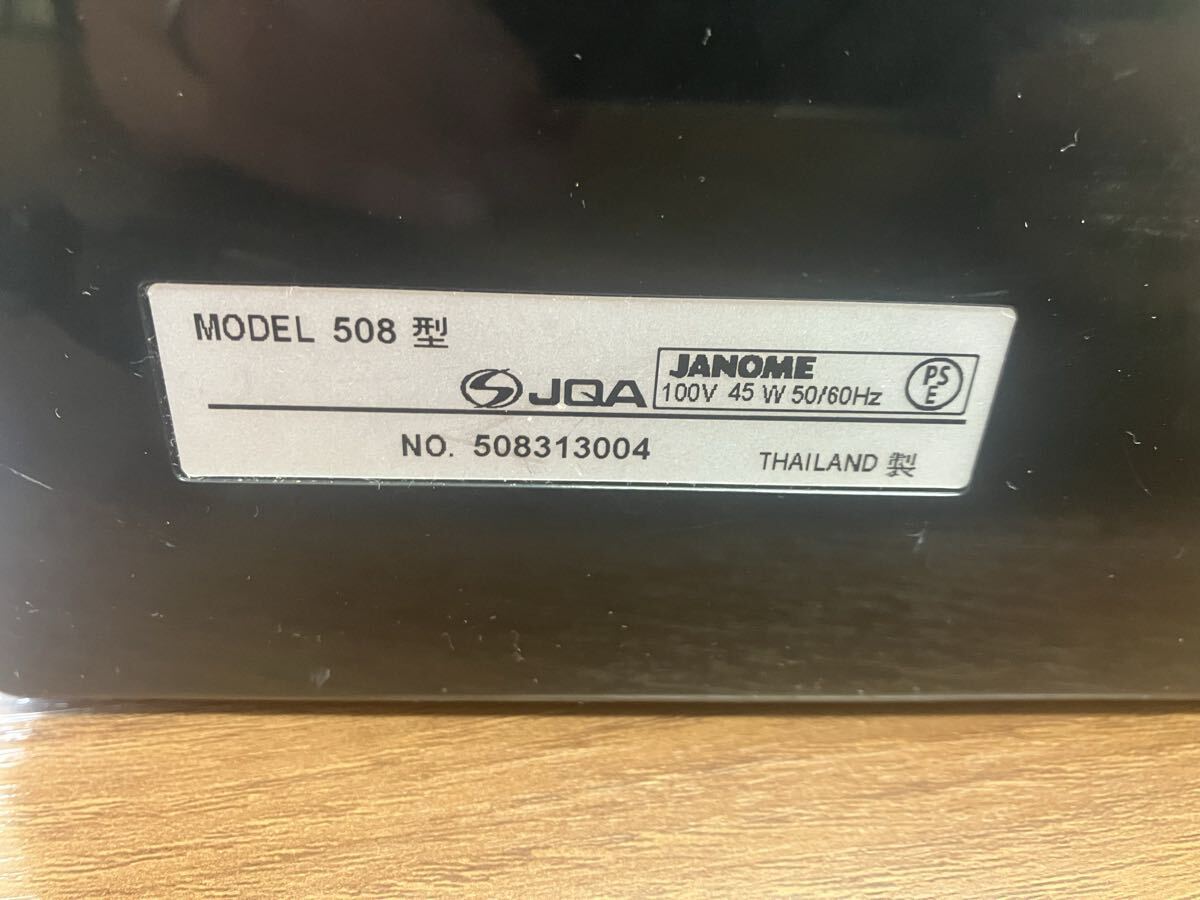 MODEL 508 型
JQA
JANOME
100V 45 W 50/60Hz
PS
E
NO. 508313004
THAILAND 製